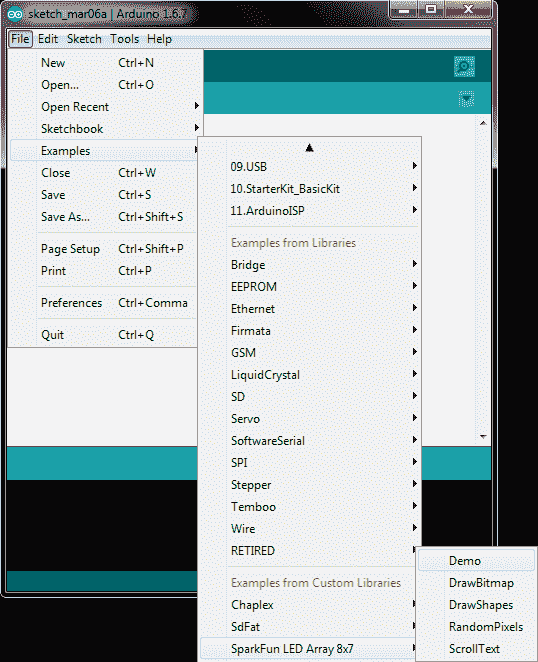 sketch_mar06a | Arduino 1.6.7
File Edit Sketch Tools Help
New Ctrl+N
Open... Ctrl+O
Open Recent
Sketchbook
Examples
Close Ctrl+W
Save Ctrl+S
Save As... Ctrl+Shift+S
Page Setup Ctrl+Shift+P
Print Ctrl+P
Preferences Ctrl+Comma
Quit Ctrl+Q
09.USB
10.StarterKit_BasicKit
11.ArduinoISP
Examples from Libraries
Bridge
EEPROM
Ethernet
Firmata
GSM
LiquidCrystal
SD
Servo
SoftwareSerial
SPI
Stepper
Temboo
Wire
RETIRED
Examples from Custom Libraries
Chaplex
SdFat
SparkFun LED Array 8x7
Demo
DrawBitmap
DrawShapes
RandomPixels
ScrollText